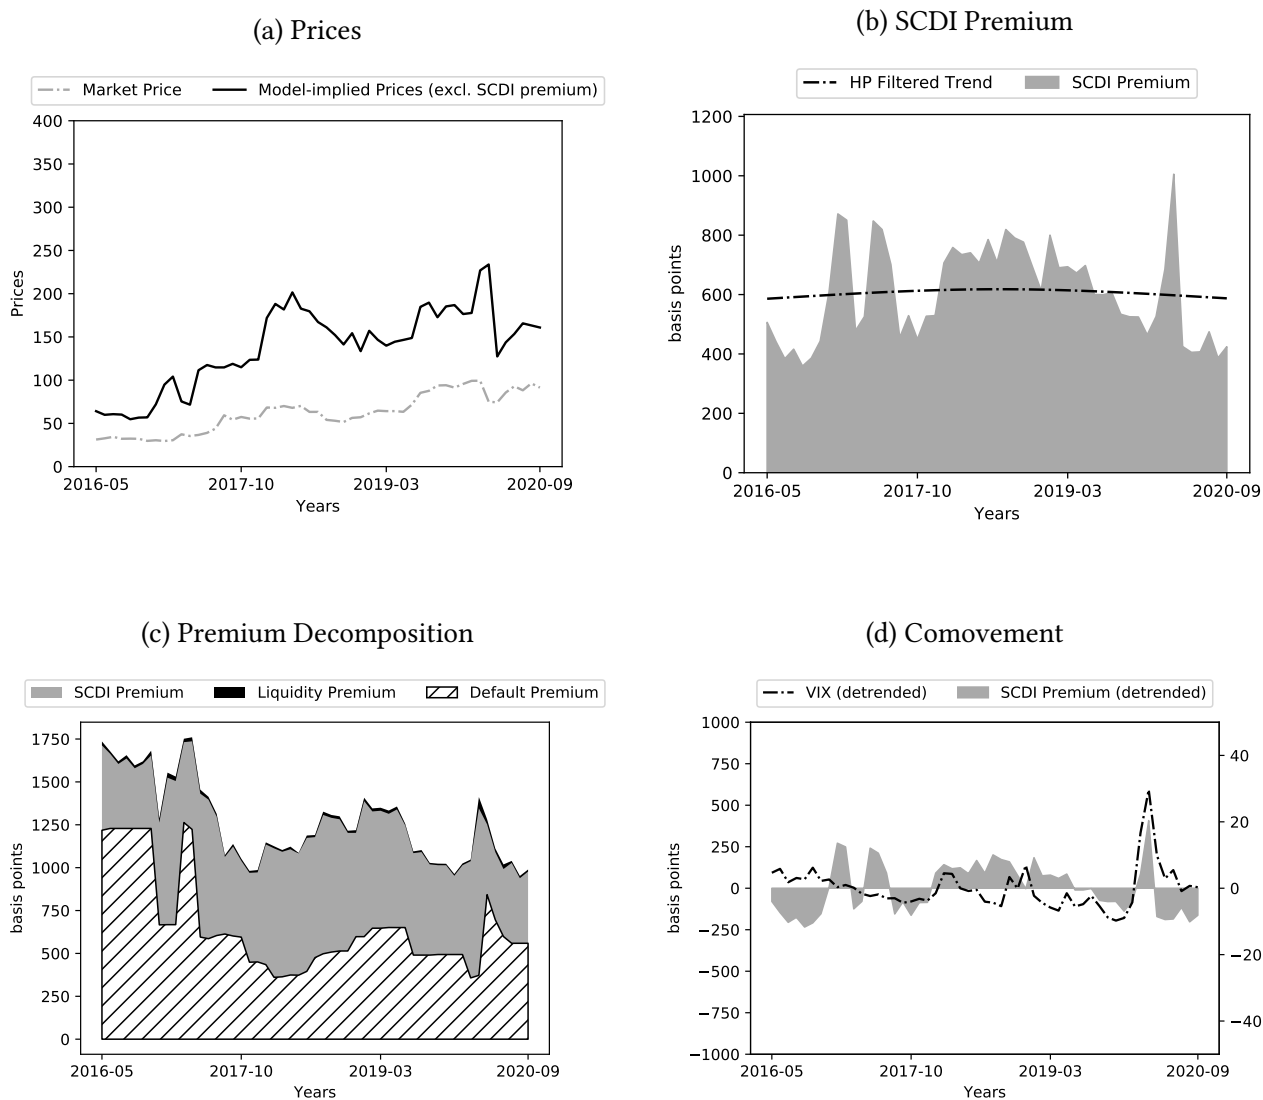 (a) Prices
Market Price
Model-implied Prices (excl. SCDI premium)
400
350
300
250
200
150
100
50
0
Prices
2016-05
2017-10
2019-03
2020-09
Years
(b) SCDI Premium
HP Filtered Trend
SCDI Premium
1200
1000
800
600
400
200
0
basis points
2016-05
2017-10
2019-03
2020-09
Years
(c) Premium Decomposition
SCDI Premium
Liquidity Premium
Default Premium
1750
1500
1250
1000
750
500
250
0
basis points
2016-05
2017-10
2019-03
2020-09
Years
(d) Comovement
VIX (detrended)
SCDI Premium (detrended)
1000
750
500
250
0
−250
−500
−750
−1000
basis points
40
20
0
−20
−40
2016-05
2017-10
2019-03
2020-09
Years